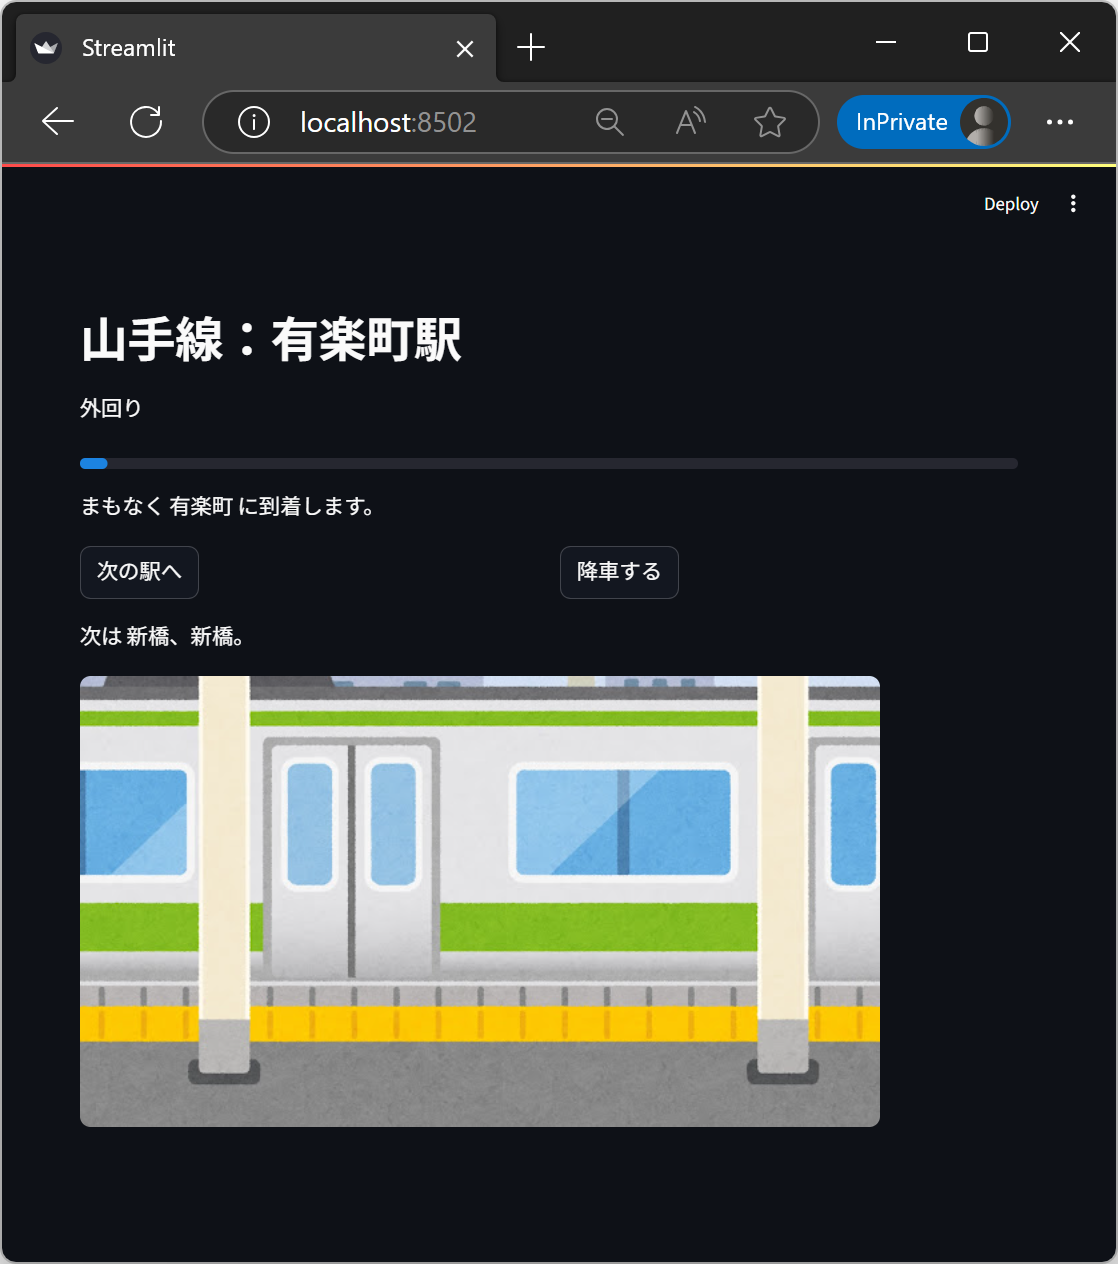 Streamlit
localhost:8502
InPrivate
Deploy
山手線：有楽町駅
外回り
まもなく 有楽町 に到着します。
次の駅へ
降車する
次は 新橋、新橋。